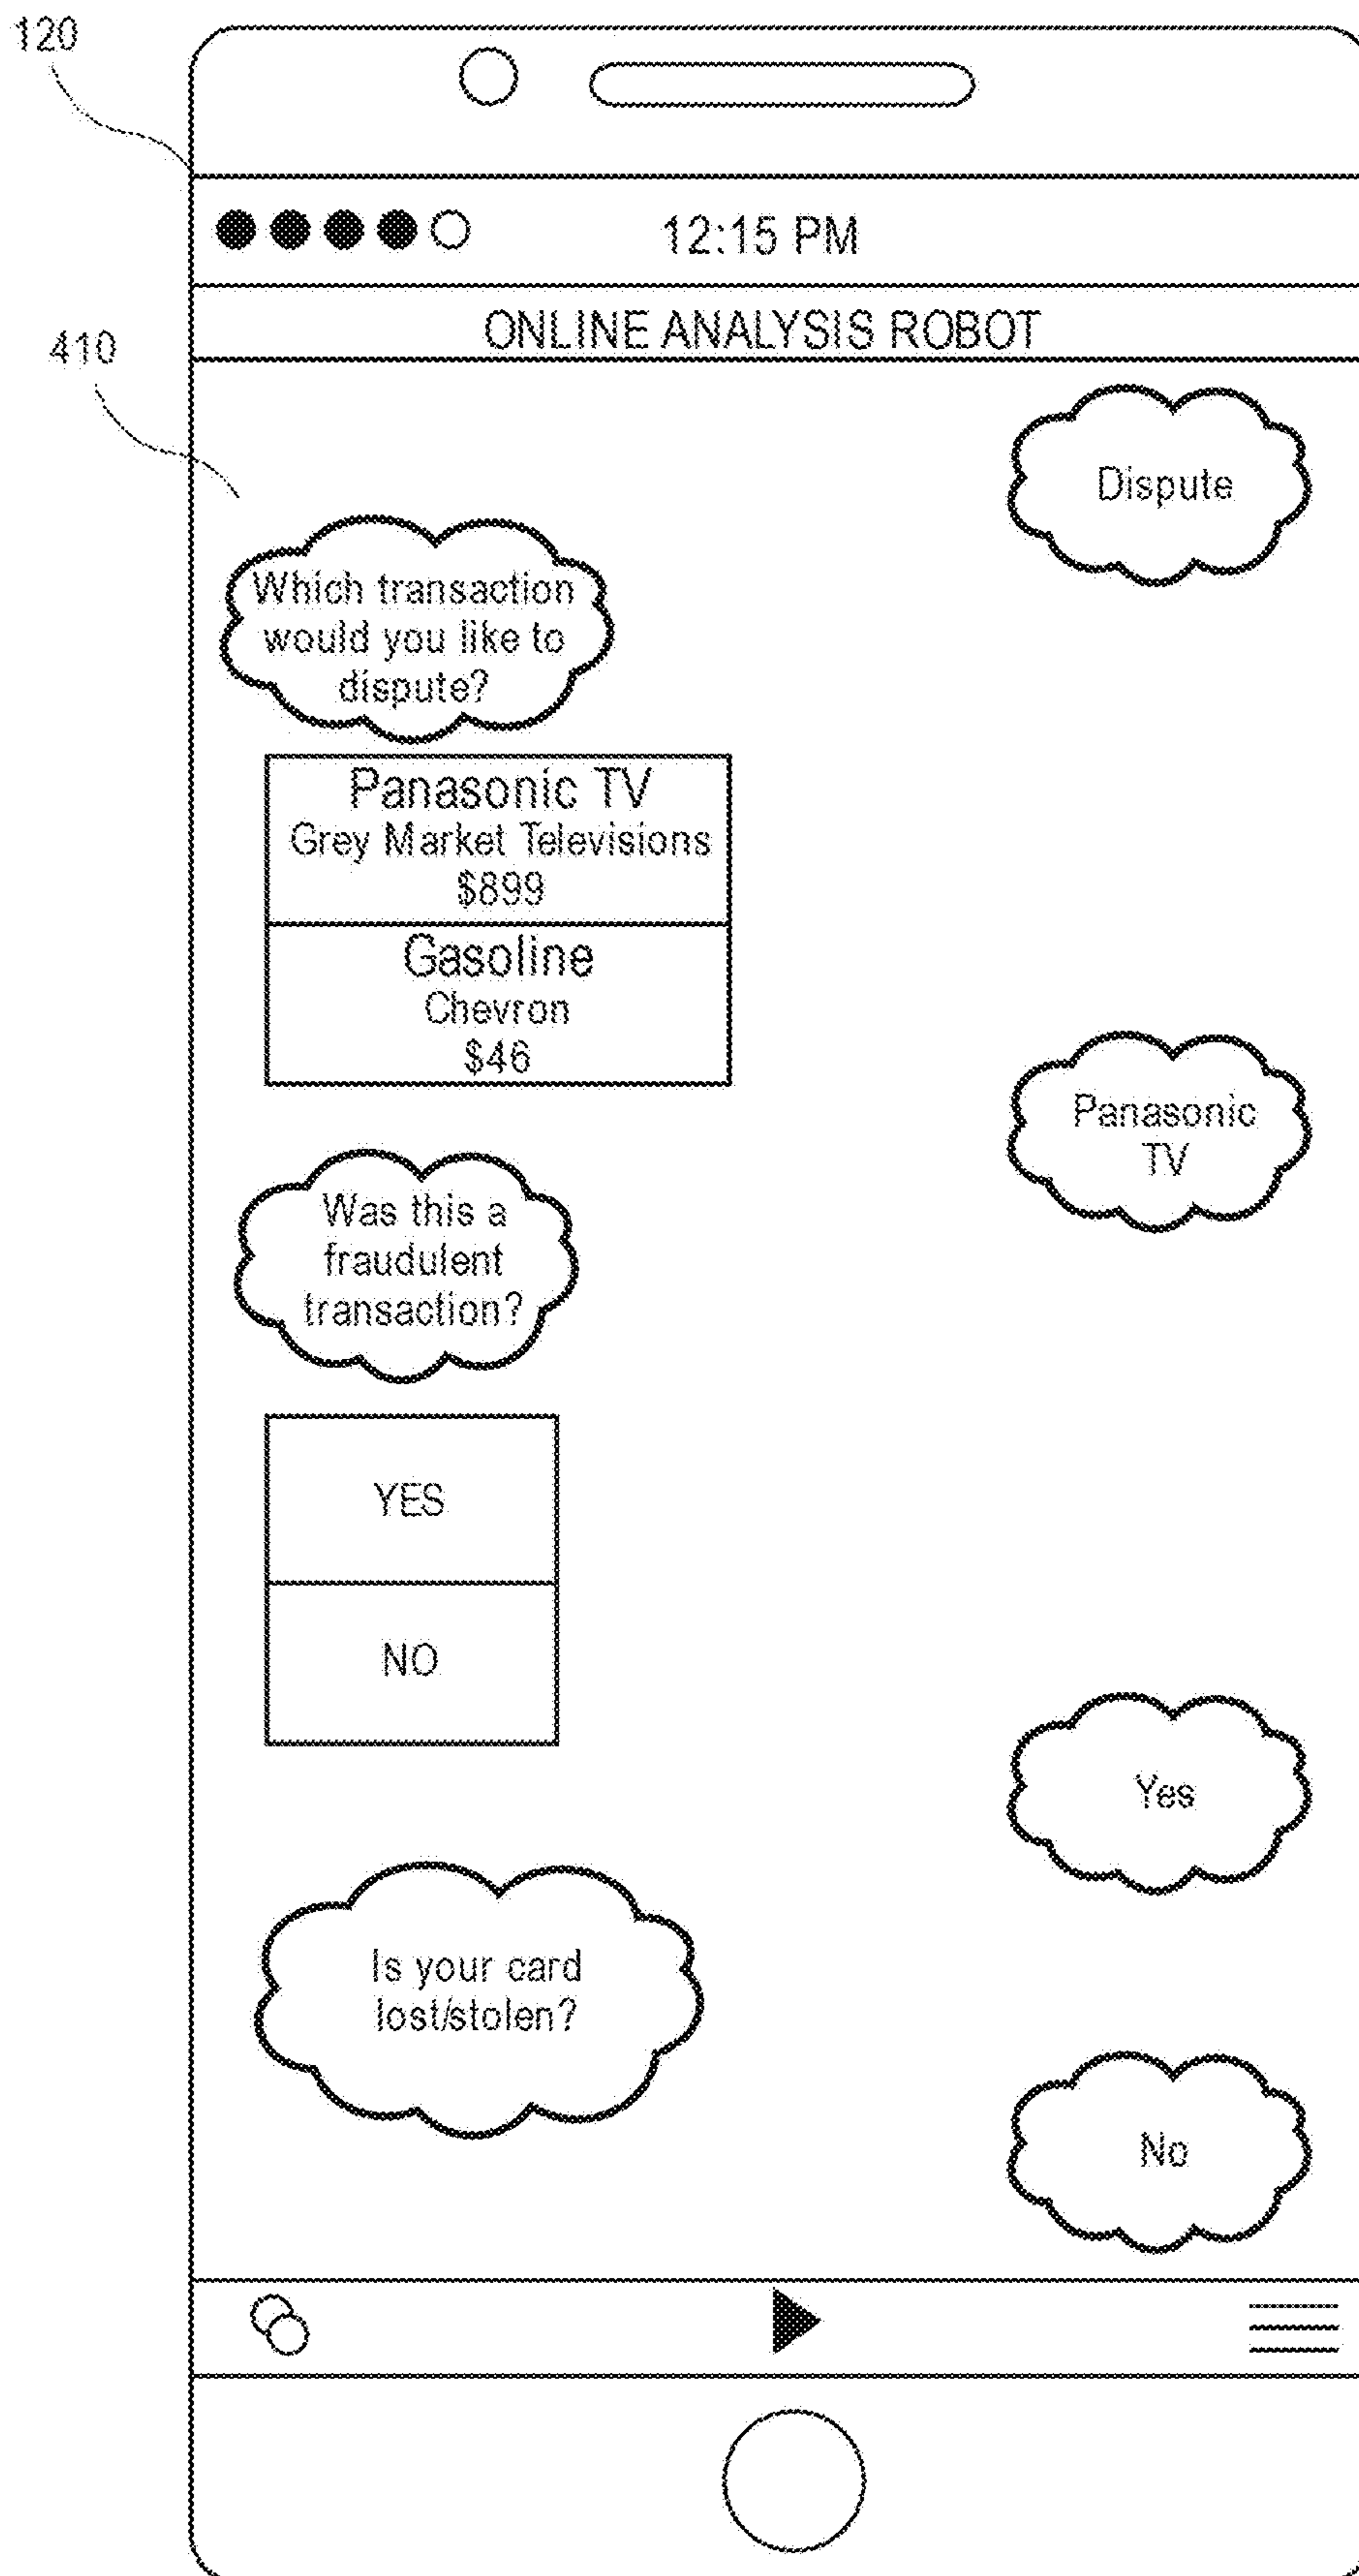 120
12:15 PM
ONLINE ANALYSIS ROBOT
410
Dispute
Which transaction
would you like to
dispute?
Panasonic TV
Grey Market Televisions
$899
Gasoline
Chevron
$46
Panasonic
TV
Was this a
fraudulent
transaction?
YES
NO
Yes
Is your card
lost/stolen?
No